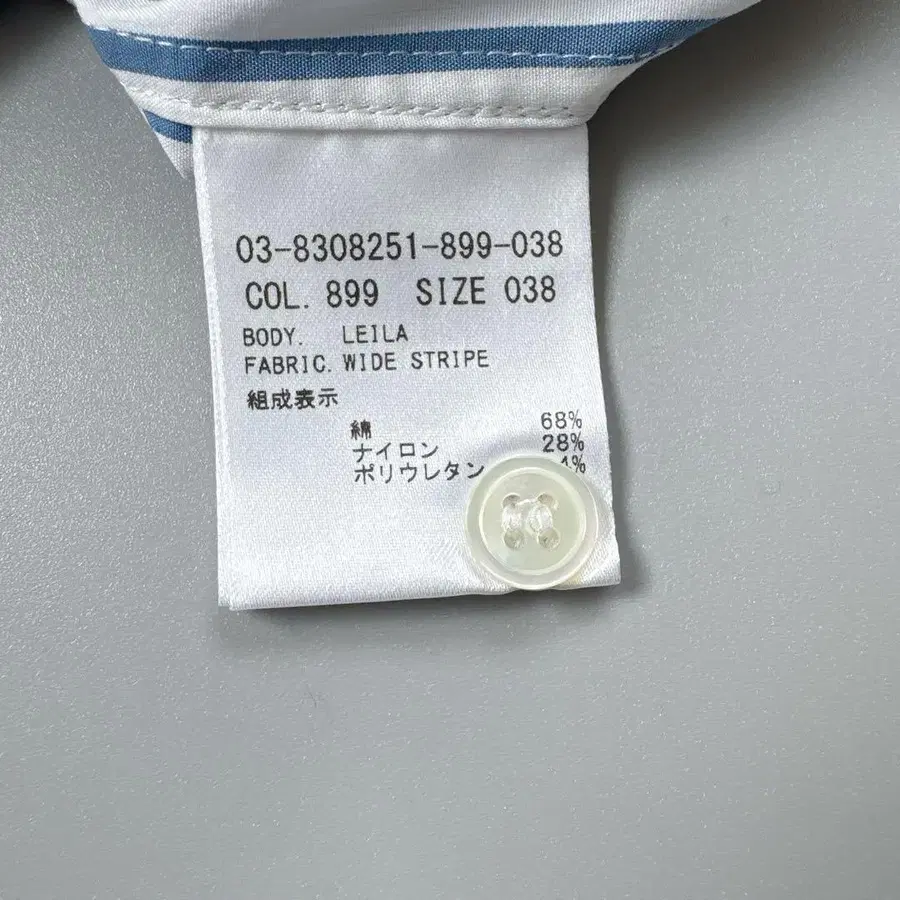 03-8308251-899-038
COL. 899 SIZE 038
BODY. LEILA
FABRIC. WIDE STRIPE
組成表示
綿 68%
ナイロン 28%
ポリウレタン 4%